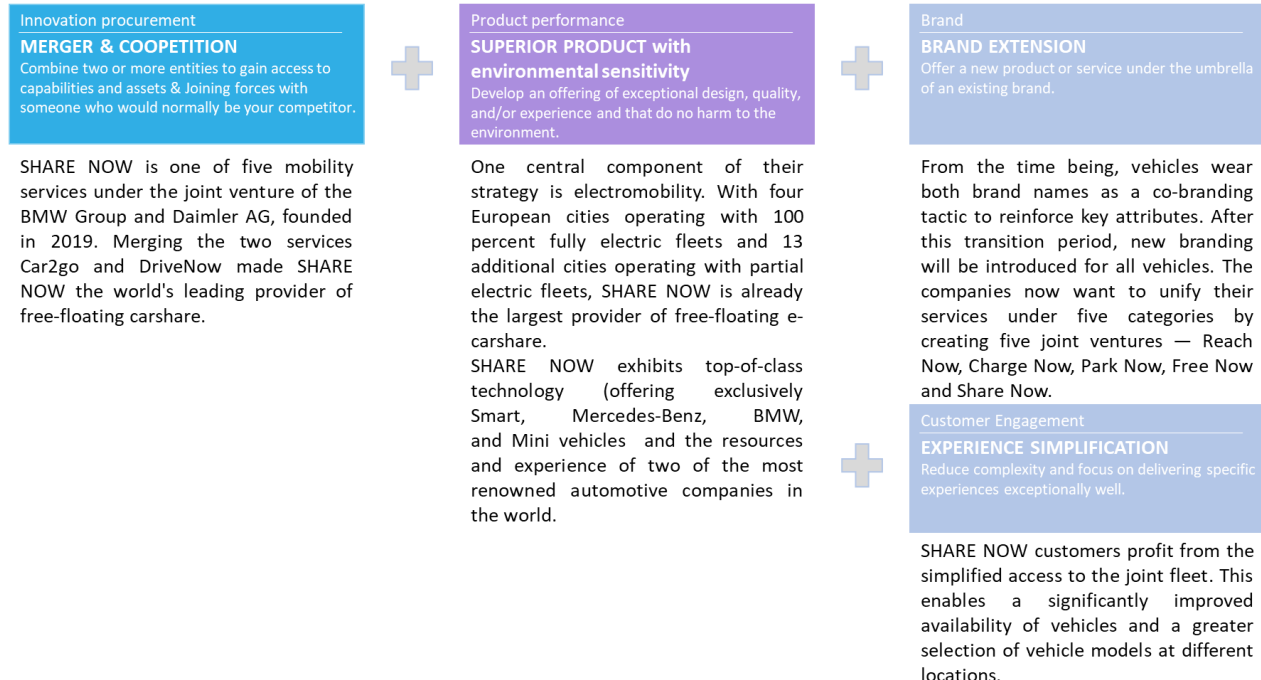 Innovation procurement
MERGER & COOPETITION
Combine two or more entities to gain access to
capabilities and assets & Joining forces with
someone who would normally be your competitor.
SHARE NOW is one of five mobility
services under the joint venture of the
BMW Group and Daimler AG, founded
in 2019. Merging the two services
Car2go and DriveNow made SHARE
NOW the world's leading provider of
free-floating carshare.
Product performance
SUPERIOR PRODUCT with
environmental sensitivity
Develop an offering of exceptional design, quality,
and/or experience and that do no harm to the
environment.
One central component of their
strategy is electromobility. With four
European cities operating with 100
percent fully electric fleets and 13
additional cities operating with partial
electric fleets, SHARE NOW is already
the largest provider of free-floating e-
carshare.
SHARE NOW exhibits top-of-class
technology (offering exclusively
Smart, Mercedes-Benz, BMW,
and Mini vehicles and the resources
and experience of two of the most
renowned automotive companies in
the world.
Brand
BRAND EXTENSION
Offer a new product or service under the umbrella
of an existing brand.
From the time being, vehicles wear
both brand names as a co-branding
tactic to reinforce key attributes. After
this transition period, new branding
will be introduced for all vehicles. The
companies now want to unify their
services under five categories by
creating five joint ventures — Reach
Now, Charge Now, Park Now, Free Now
and Share Now.
Customer Engagement
EXPERIENCE SIMPLIFICATION
Reduce complexity and focus on delivering specific
experiences exceptionally well.
SHARE NOW customers profit from the
simplified access to the joint fleet. This
enables a significantly improved
availability of vehicles and a greater
selection of vehicle models at different
locations.